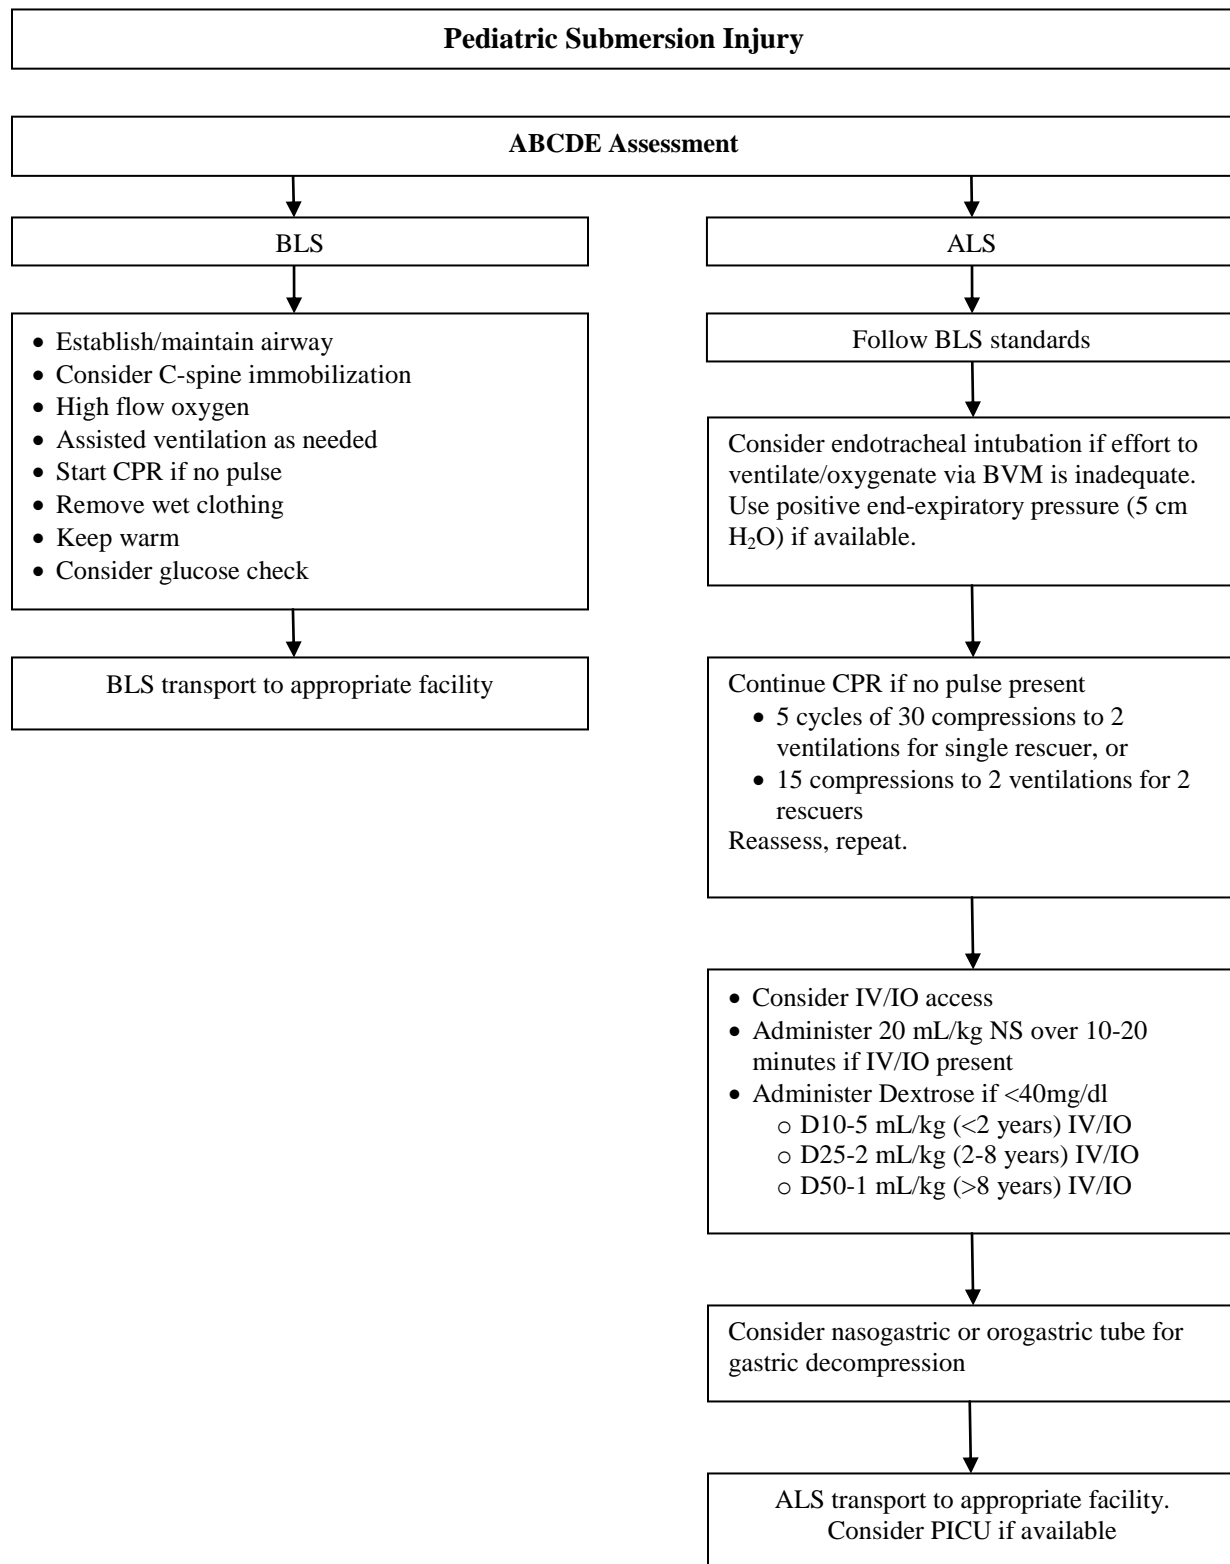 Pediatric Submersion Injury
ABCDE Assessment
BLS
• Establish/maintain airway
• Consider C-spine immobilization
• High flow oxygen
• Assisted ventilation as needed
• Start CPR if no pulse
• Remove wet clothing
• Keep warm
• Consider glucose check
BLS transport to appropriate facility
ALS
Follow BLS standards
Consider endotracheal intubation if effort to
ventilate/oxygenate via BVM is inadequate.
Use positive end-expiratory pressure (5 cm
H₂O) if available.
Continue CPR if no pulse present
• 5 cycles of 30 compressions to 2
ventilations for single rescuer, or
• 15 compressions to 2 ventilations for 2
rescuers
Reassess, repeat.
• Consider IV/IO access
• Administer 20 mL/kg NS over 10-20
minutes if IV/IO present
• Administer Dextrose if <40mg/dl
o D10-5 mL/kg (<2 years) IV/IO
o D25-2 mL/kg (2-8 years) IV/IO
o D50-1 mL/kg (>8 years) IV/IO
Consider nasogastric or orogastric tube for
gastric decompression
ALS transport to appropriate facility.
Consider PICU if available